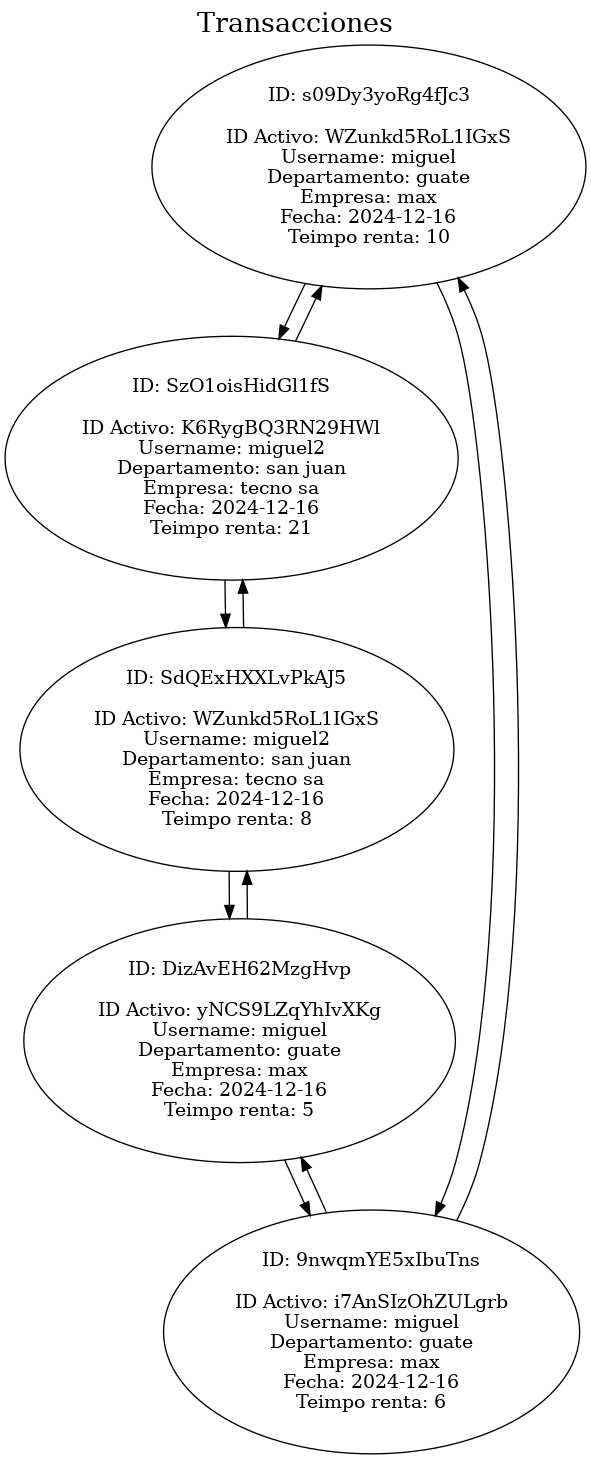 Transacciones
ID: s09Dy3yoRg4fJc3
ID Activo: WZunkd5RoL1IGxS
Username: miguel
Departamento: guate
Empresa: max
Fecha: 2024-12-16
Teimpo renta: 10
ID: SzO1oisHidGl1fS
ID Activo: K6RygBQ3RN29HWl
Username: miguel2
Departamento: san juan
Empresa: tecno sa
Fecha: 2024-12-16
Teimpo renta: 21
ID: SdQExHXXLvPkAJ5
ID Activo: WZunkd5RoL1IGxS
Username: miguel2
Departamento: san juan
Empresa: tecno sa
Fecha: 2024-12-16
Teimpo renta: 8
ID: DizAvEH62MzgHvp
ID Activo: yNCS9LZqYhIvXKg
Username: miguel
Departamento: guate
Empresa: max
Fecha: 2024-12-16
Teimpo renta: 5
ID: 9nwqmYE5xIbuTns
ID Activo: i7AnSIzOhZULgrb
Username: miguel
Departamento: guate
Empresa: max
Fecha: 2024-12-16
Teimpo renta: 6